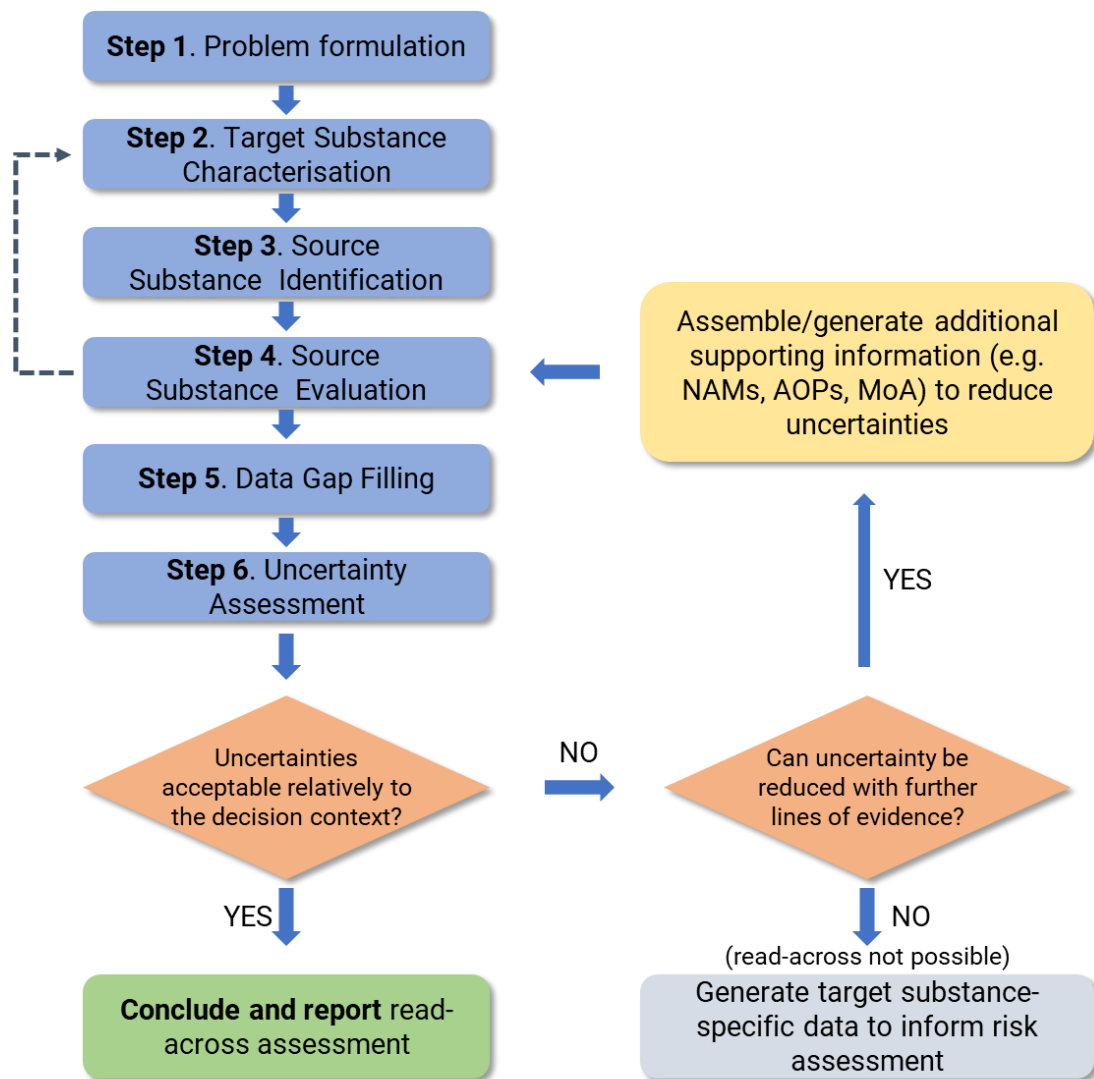 Step 1. Problem formulation
Step 2. Target Substance
Characterisation
Step 3. Source
Substance Identification
Step 4. Source
Substance Evaluation
Assemble/generate additional
supporting information (e.g.
NAMs, AOPs, MoA) to reduce
uncertainties
Step 5. Data Gap Filling
Step 6. Uncertainty
Assessment
YES
Uncertainties
acceptable relatively to
the decision context?
NO
Can uncertainty be
reduced with further
lines of evidence?
YES
NO
(read-across not possible)
Conclude and report read-
across assessment
Generate target substance-
specific data to inform risk
assessment